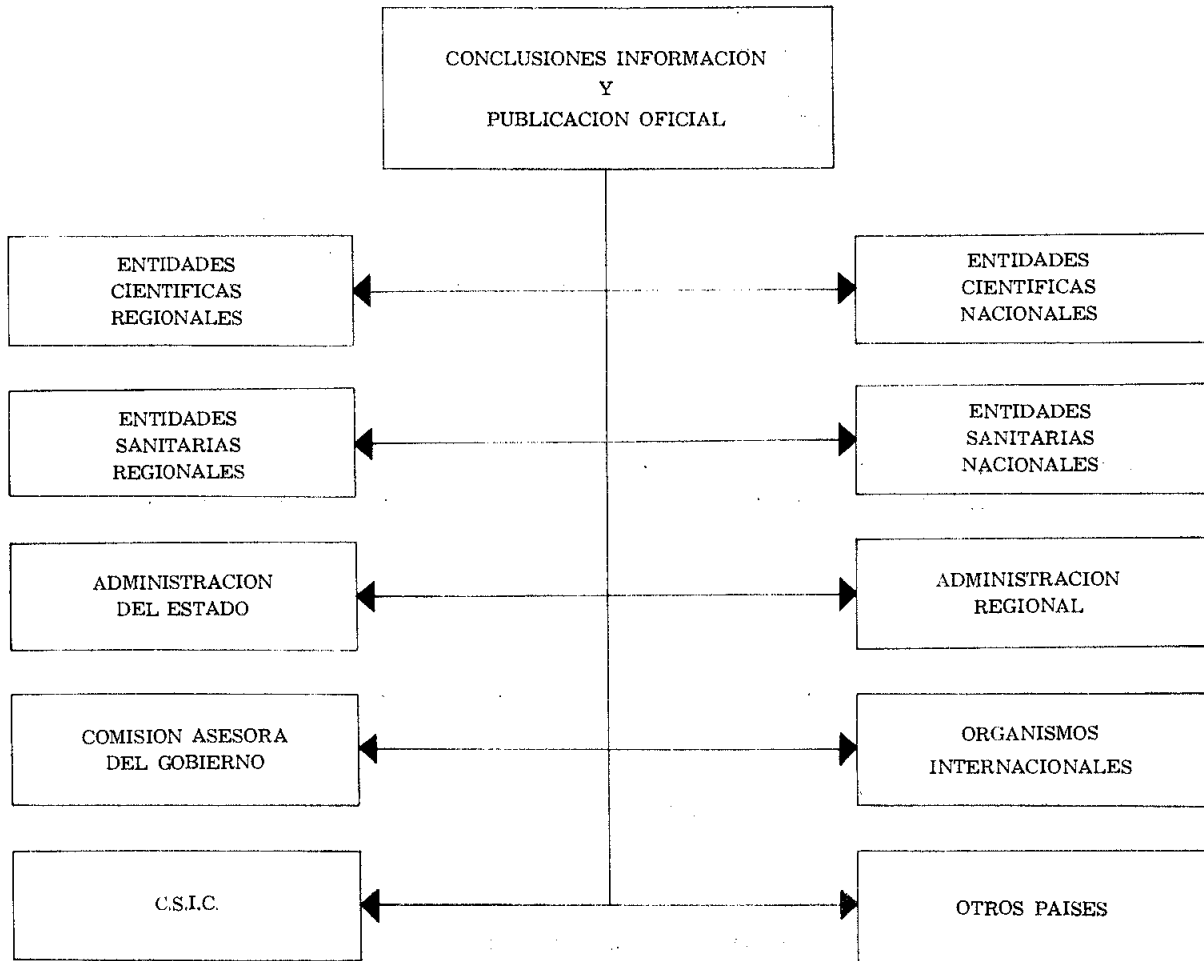 CONCLUSIONES INFORMACION
Y
PUBLICACION OFICIAL
ENTIDADES
CIENTIFICAS
REGIONALES
ENTIDADES
CIENTIFICAS
NACIONALES
ENTIDADES
SANITARIAS
REGIONALES
ENTIDADES
SANITARIAS
NACIONALES
ADMINISTRACION
DEL ESTADO
ADMINISTRACION
REGIONAL
COMISION ASESORA
DEL GOBIERNO
ORGANISMOS
INTERNACIONALES
C.S.I.C.
OTROS PAISES